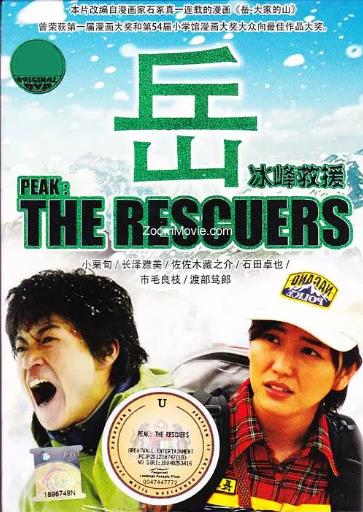 本片改编自漫画家石冢真一连载的漫画《岳-大家的山》
曾荣获第一届漫画大奖和第54届小学馆漫画大奖大众向最佳作品大奖。
ORIGINAL
DVD
岳
冰峰救援
PEAK:
THE RESCUERS
ZoomMovie.com
小栗旬/长泽雅美/佐佐木藏之介/石田卓也/
市毛良枝/渡部笃郎
NAGANO
POLICE
U
PEAK: THE RESCUERS
GREATWALL ENTERTAINMENT
0047447773
1896748N